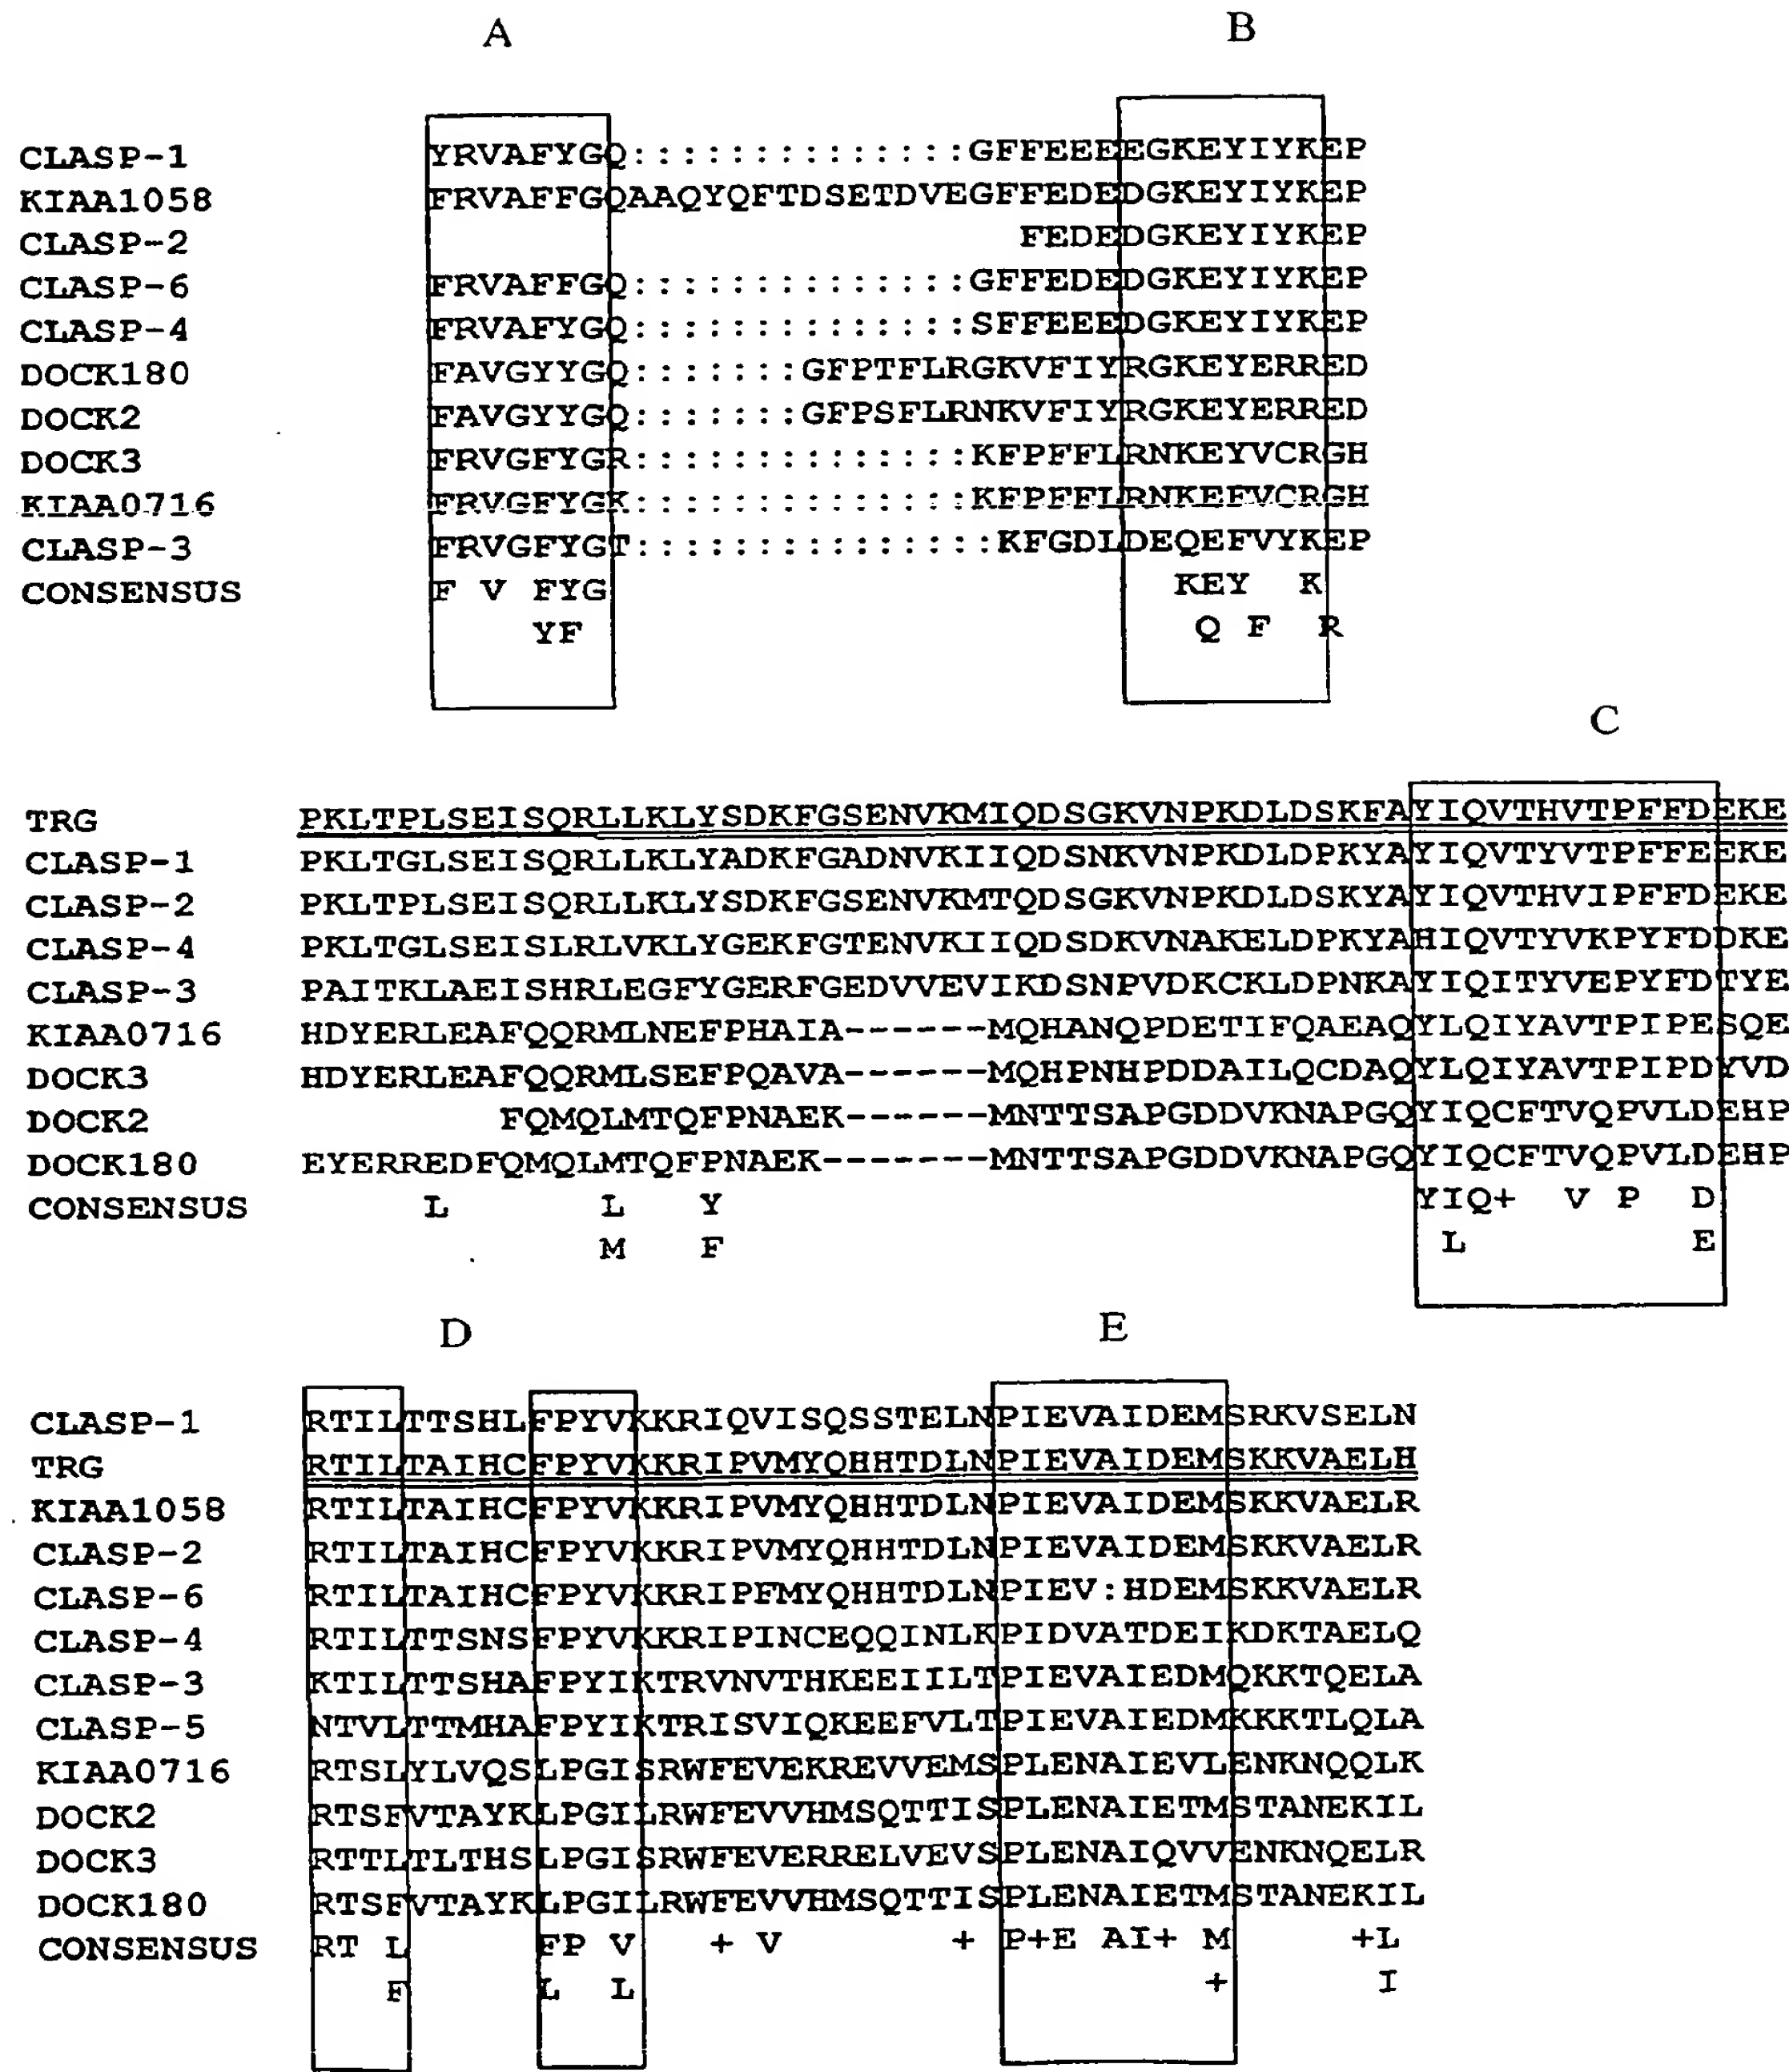 A B
CLASP-1 YRVAFYGQ::::::::::::::GFFEEEEGKEYIYKEP
KIAA1058 FRVAFFGQAAQYQFTDSETDVEGFFEDEDGKEYIYKEP
CLASP-2 FEDEDGKEYIYKEP
CLASP-6 FRVAFFGQ::::::::::::::GFFEDEDGKEYIYKEP
CLASP-4 FRVAFYGQ::::::::::::::SFFEEEDGKEYIYKEP
DOCK180 FAVGYYGQ:::::::GFPTFLRGKVFIYRGKEYERRED
DOCK2 FAVGYYGQ:::::::GFPSFLRNKVFIYRGKEYERRED
DOCK3 FRVGFYGR::::::::::::::KFPFFLRNKEYVCRGH
KIAA0716 FRVGFYGK::::::::::::::KFPFFLRNKEFVCRGH
CLASP-3 FRVGFYGT:::::::::::::::KFGDLDEQEFVYKEP
CONSENSUS F V FYG KEY K
YF Q F R
C
TRG PKLTPLSEISQRLLKLYSDKFGSENVKMIQDSGKVNPKDLDSKFAYIQVTHVTPFFDEKE
CLASP-1 PKLTGLSEISQRLLKLYADKFGADNVKIIQDSNKVNPKDLDPKYAYIQVTYVTPFFEEKE
CLASP-2 PKLTPLSEISQRLLKLYSDKFGSENVKMTQDSGKVNPKDLDSKYAYIQVTHVIPFFDEKE
CLASP-4 PKLTGLSEISLRLVKLYGEKFGTENVKIIQDSDKVNAKELDPKYAHIQVTYVKPYFDDKE
CLASP-3 PAITKLAEISHRLEGFYGERFGEDVVEVIKDSNPVDKCKLDPNKAYIQITYVEPYFDTYE
KIAA0716 HDYERLEAFQQRMLNEFPHAIA------MQHANQPDETIFQAEAQYLQIYAVTPIPESQE
DOCK3 HDYERLEAFQQRMLSEFPQAVA------MQHPNHPDDAILQCDAQYLQIYAVTPIPDYVD
DOCK2 FQMQLMTQFPNAEK------MNTTSAPGDDVKNAPGQYIQCFTVQPVLDEHP
DOCK180 EYERREDFQMQLMTQFPNAEK-------MNTTSAPGDDVKNAPGQYIQCFTVQPVLDEHP
CONSENSUS L L Y YIQ+ V P D
M F L E
D E
CLASP-1 RTILTTSHLFPYVKKRIQVISQSSTELNPIEVAIDEMSRKVSELN
TRG RTILTAIHCFPYVKKRIPVMYQHHTDLNPIEVAIDEMSKKVAELH
KIAA1058 RTILTAIHCFPYVKKRIPVMYQHHTDLNPIEVAIDEMSKKVAELR
CLASP-2 RTILTAIHCFPYVKKRIPVMYQHHTDLNPIEVAIDEMSKKVAELR
CLASP-6 RTILTAIHCFPYVKKRIPFMYQHHTDLNPIEV:HDEMSKKVAELR
CLASP-4 RTILTTSNSFPYVKKRIPINCEQQINLKPIDVATDEIKDKTAELQ
CLASP-3 KTILTTSHAFPYIKTRVNVTHKEEIILTPIEVAIEDMQKKTQELA
CLASP-5 NTVLTTMHAFPYIKTRISVIQKEEFVLTPIEVAIEDMKKKTLQLA
KIAA0716 RTSLYLVQSLPGISRWFEVEKREVVEMSPLENAIEVLENKNQQLK
DOCK2 RTSFVTAYKLPGILRWFEVVHMSQTTISPLENAIETMSTANEKIL
DOCK3 RTTLTLTHSLPGISRWFEVERRELVEVSPLENAIQVVENKNQELR
DOCK180 RTSFVTAYKLPGILRWFEVVHMSQTTISPLENAIETMSTANEKIL
CONSENSUS RT L FP V + V + P+E AI+ M +L
F L L + I